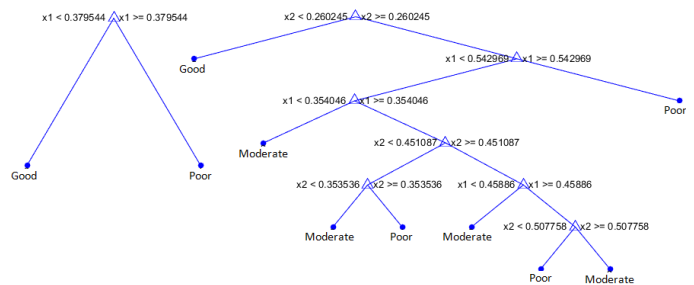 x1 < 0.379544 x1 >= 0.379544
Good
Poor
x2 < 0.260245 x2 >= 0.260245
Good
x1 < 0.542969 x1 >= 0.542969
x1 < 0.354046 x1 >= 0.354046
Poor
Moderate
x2 < 0.451087 x2 >= 0.451087
x2 < 0.353536 x2 >= 0.353536
x1 < 0.45886 x1 >= 0.45886
Moderate
Poor
Moderate
x2 < 0.507758 x2 >= 0.507758
Poor
Moderate